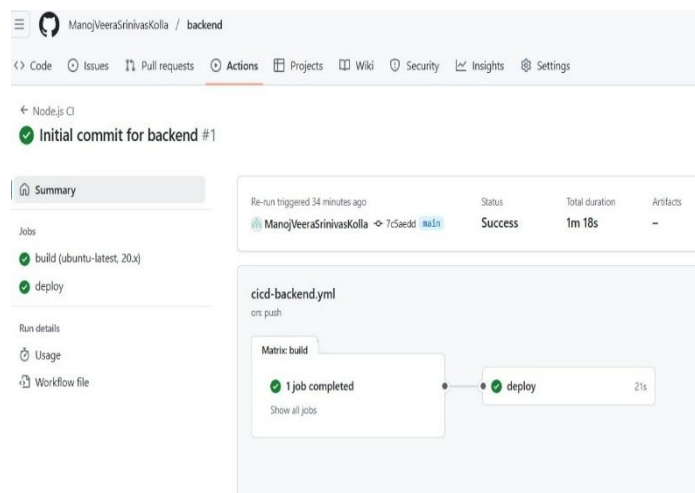 ManojVeeraSrinivasKolla / backend
Code Issues Pull requests Actions Projects Wiki Security Insights Settings
Node.js CI
Initial commit for backend #1
Summary
Jobs
build (ubuntu-latest, 20.x)
deploy
Run details
Usage
Workflow file
Re-run triggered 34 minutes ago Status Total duration Artifacts
ManojVeeraSrinivasKolla 7c5aedd main Success 1m 18s –
cicd-backend.yml
on: push
Matrix: build
1 job completed
Show all jobs
deploy 21s